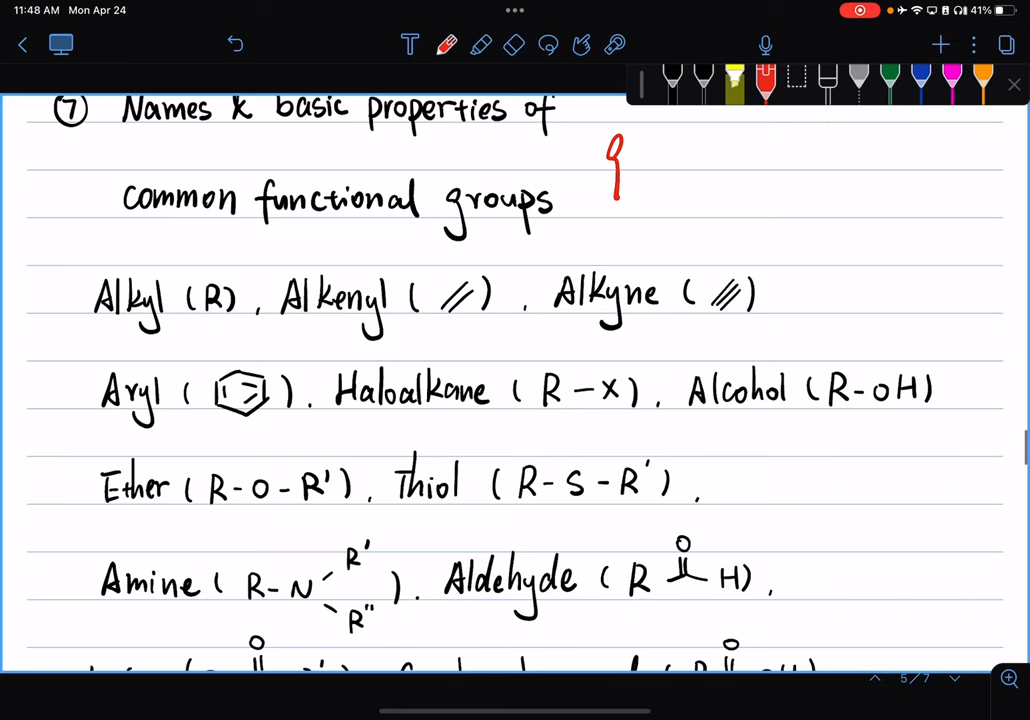 11:48 AM Mon Apr 24
41%
T
⑦ Names & basic properties of
common functional groups
Alkyl (R), Alkenyl ( ), Alkyne ( )
Aryl ( ), Haloalkane (R-X), Alcohol (R-OH)
Ether (R-O-R'), Thiol (R-S-R'),
R'
Amine (R-N ), Aldehyde (R H),
R"
O
O O
5/7